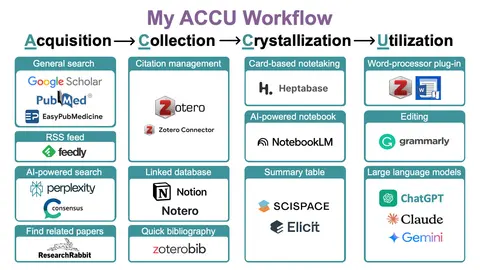 My ACCU Workflow
Acquisition → Collection → Crystallization → Utilization
General search
Google Scholar
PubMed
EasyPubMedicine
EP
RSS feed
feedly
AI-powered search
perplexity
consensus
Find related papers
ResearchRabbit
Citation management
Z
zotero
Z Zotero Connector
Linked database
N Notion
Notero
Quick bibliography
zoterobib
Card-based notetaking
H. Heptabase
AI-powered notebook
NotebookLM
Summary table
SCISPACE
Elicit
Word-processor plug-in
Z W
Editing
grammarly
Large language models
ChatGPT
Claude
Gemini